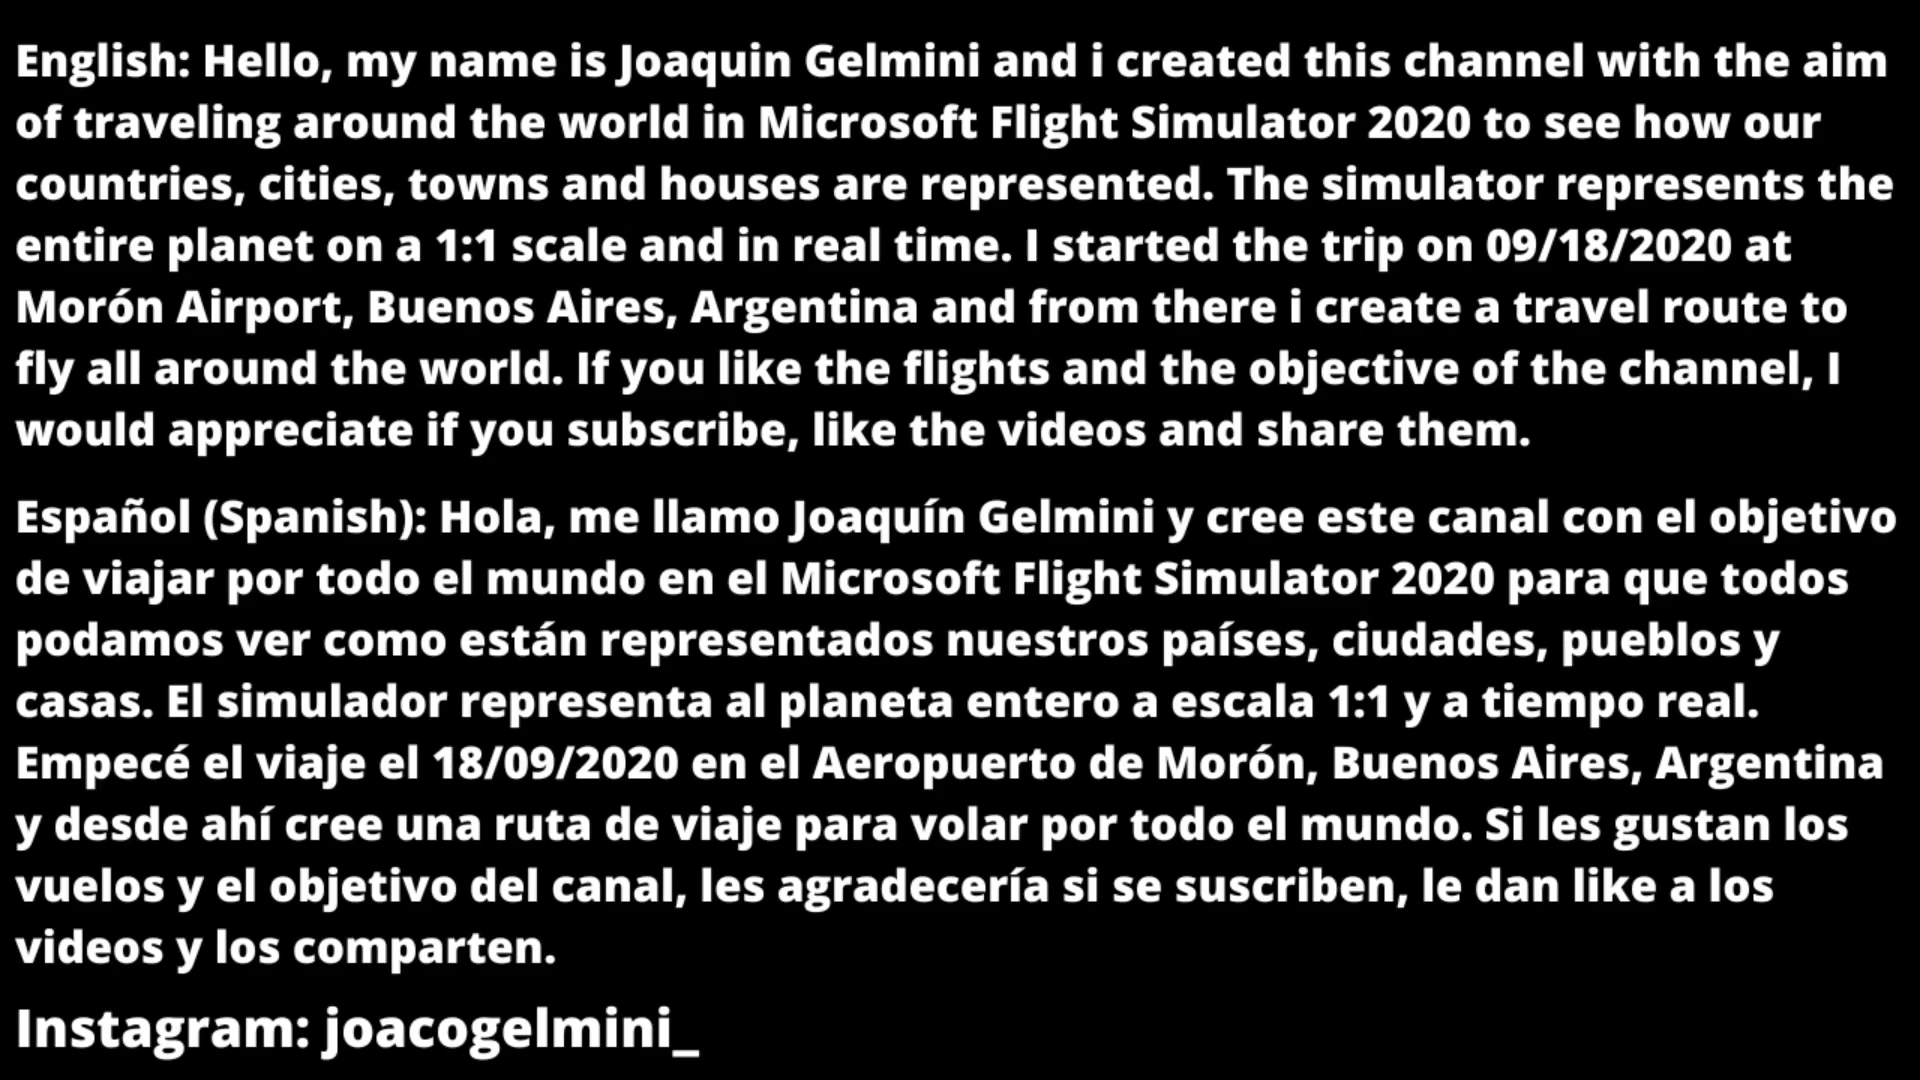 English: Hello, my name is Joaquin Gelmini and i created this channel with the aim
of traveling around the world in Microsoft Flight Simulator 2020 to see how our
countries, cities, towns and houses are represented. The simulator represents the
entire planet on a 1:1 scale and in real time. I started the trip on 09/18/2020 at
Morón Airport, Buenos Aires, Argentina and from there i create a travel route to
fly all around the world. If you like the flights and the objective of the channel, I
would appreciate if you subscribe, like the videos and share them.
Español (Spanish): Hola, me llamo Joaquín Gelmini y cree este canal con el objetivo
de viajar por todo el mundo en el Microsoft Flight Simulator 2020 para que todos
podamos ver como están representados nuestros países, ciudades, pueblos y
casas. El simulador representa al planeta entero a escala 1:1 y a tiempo real.
Empecé el viaje el 18/09/2020 en el Aeropuerto de Morón, Buenos Aires, Argentina
y desde ahí cree una ruta de viaje para volar por todo el mundo. Si les gustan los
vuelos y el objetivo del canal, les agradecería si se suscriben, le dan like a los
videos y los comparten.
Instagram: joacogelmini_